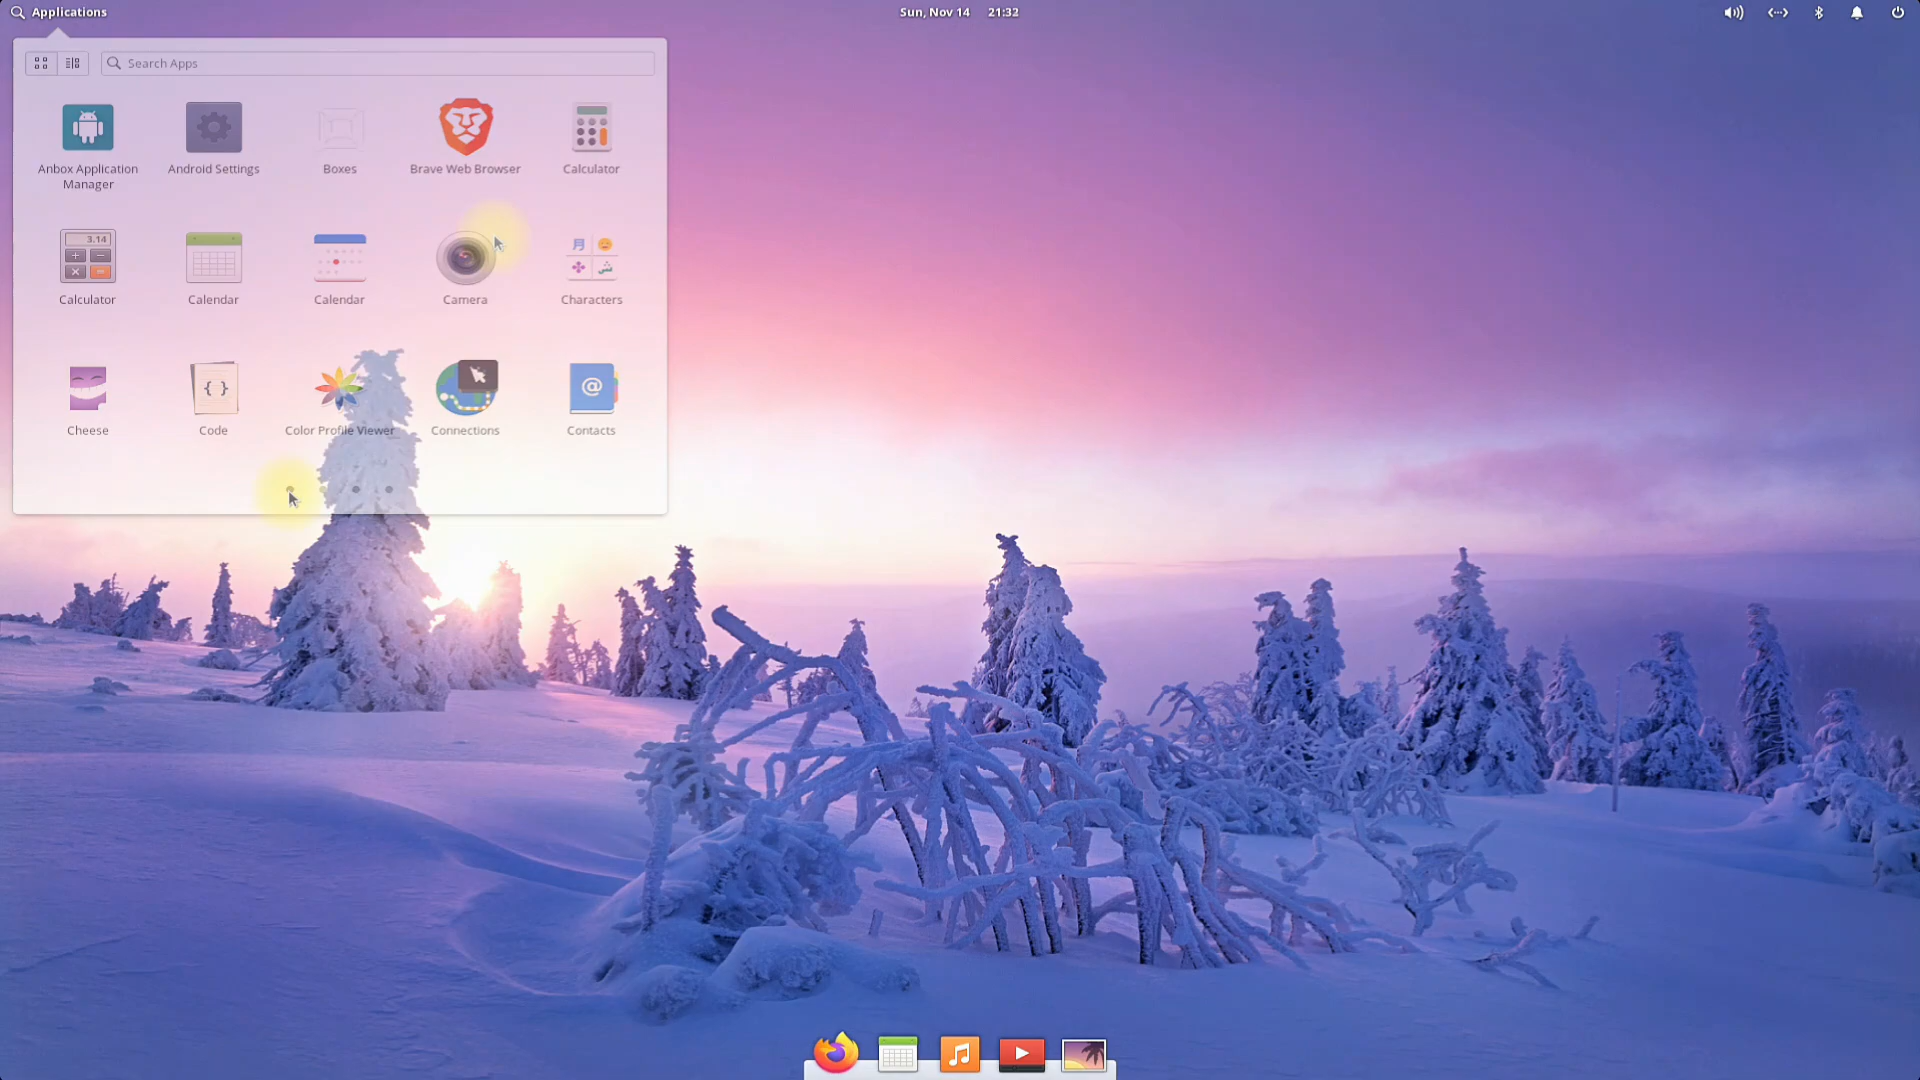 Applications
Sun, Nov 14 21:32
Search Apps
Anbox Application
Manager
Android Settings
Boxes
Brave Web Browser
Calculator
3.14
Calculator
Calendar
Calendar
Camera
月
Characters
Cheese
{ }
Code
Color Profile Viewer
Connections
@
Contacts